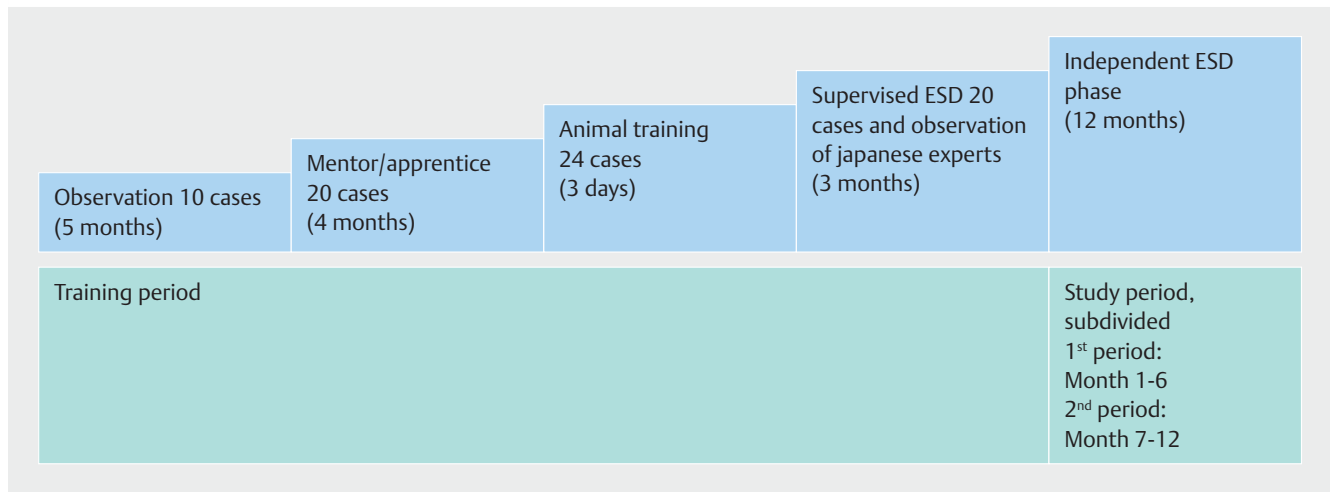 Observation 10 cases
(5 months)
Mentor/apprentice
20 cases
(4 months)
Animal training
24 cases
(3 days)
Supervised ESD 20
cases and observation
of japanese experts
(3 months)
Independent ESD
phase
(12 months)
Training period
Study period,
subdivided
1st period:
Month 1-6
2nd period:
Month 7-12